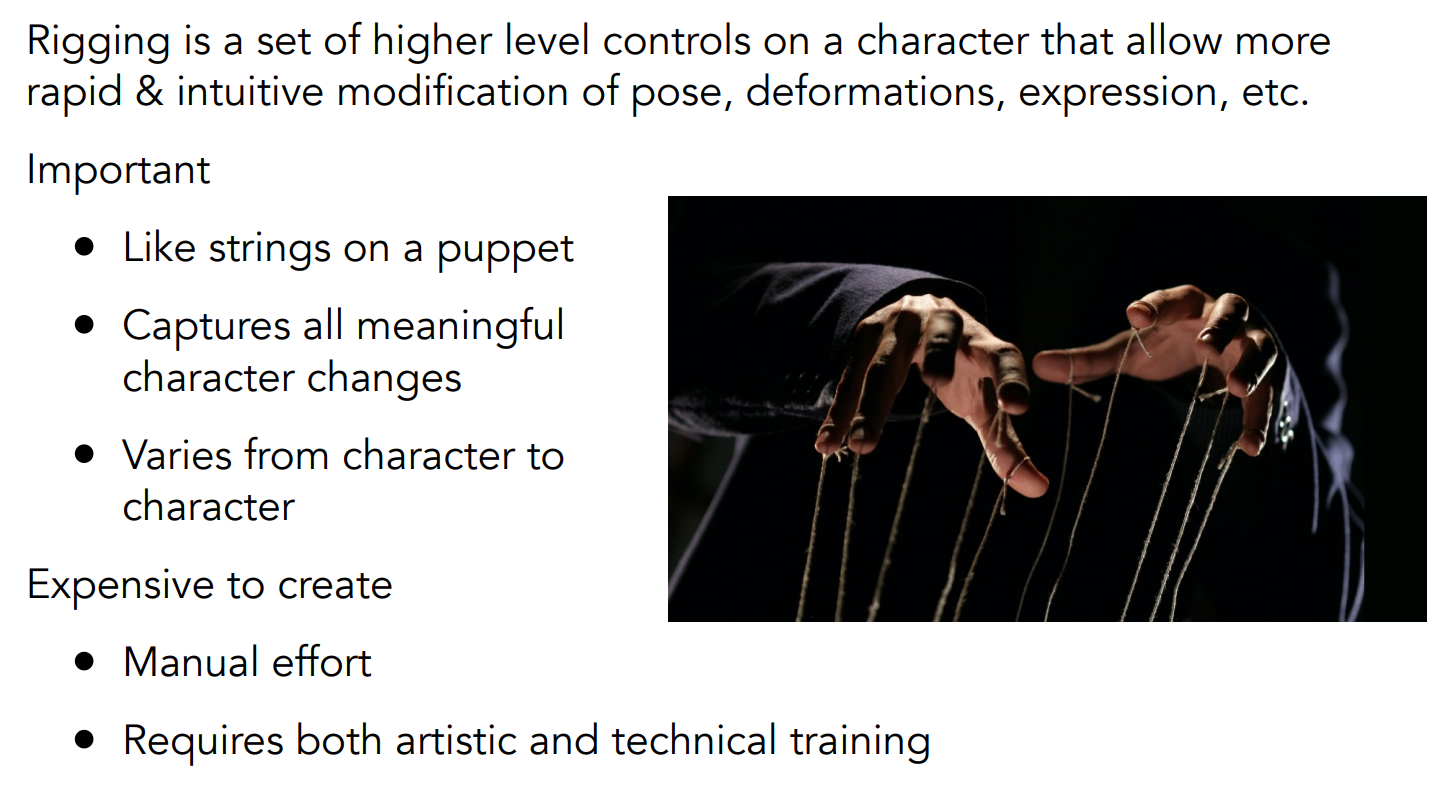 Rigging is a set of higher level controls on a character that allow more
rapid & intuitive modification of pose, deformations, expression, etc.
Important
● Like strings on a puppet
● Captures all meaningful
character changes
● Varies from character to
character
Expensive to create
● Manual effort
● Requires both artistic and technical training